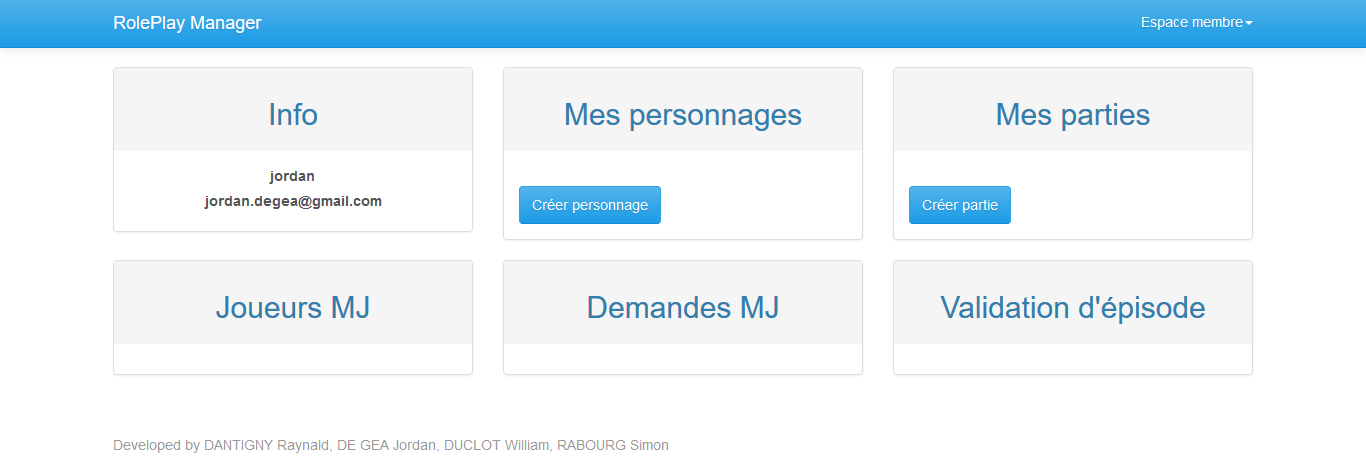 RolePlay Manager
Espace membre
Info
Mes personnages
Mes parties
jordan
jordan.degea@gmail.com
Créer personnage
Créer partie
Joueurs MJ
Demandes MJ
Validation d'épisode
Developed by DANTIGNY Raynald, DE GEA Jordan, DUCLOT William, RABOURG Simon